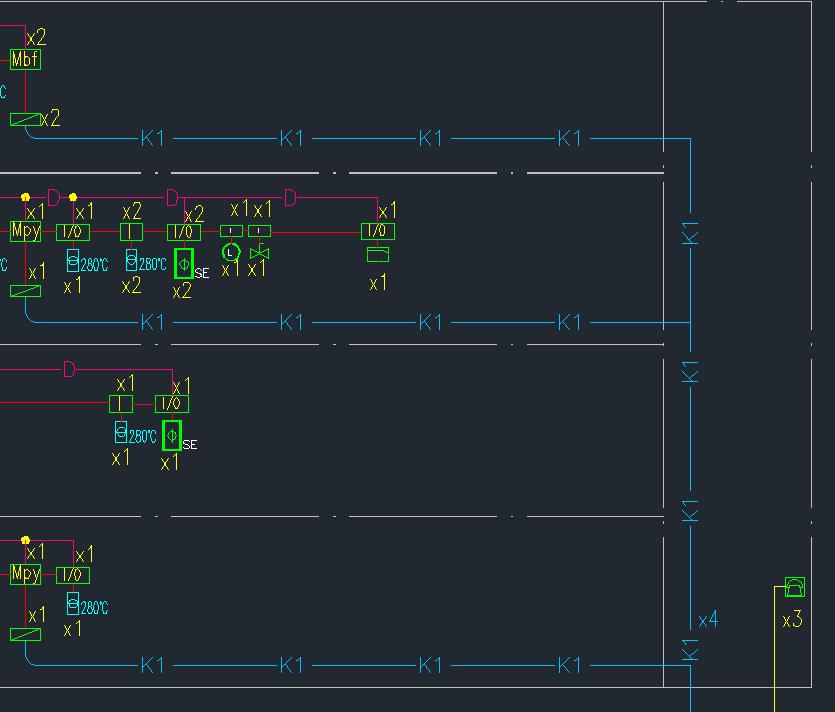 x2
Mbf
C
x2
K1 K1 K1 K1
D D D
x1 x1 x2 x2 x1 x1 x1
Mpy I/O I I/O I I I/O
K1
℃ x1 280℃ 280℃ SE L
x1 x2 x2 x1 x1 x1
K1 K1 K1 K1
D
K1
x1 x1
I I/O
280℃ SE
x1 x1
K1
x1 x1
Mpy I/O
280℃
x1 x1
x4 x3
K1
K1 K1 K1 K1